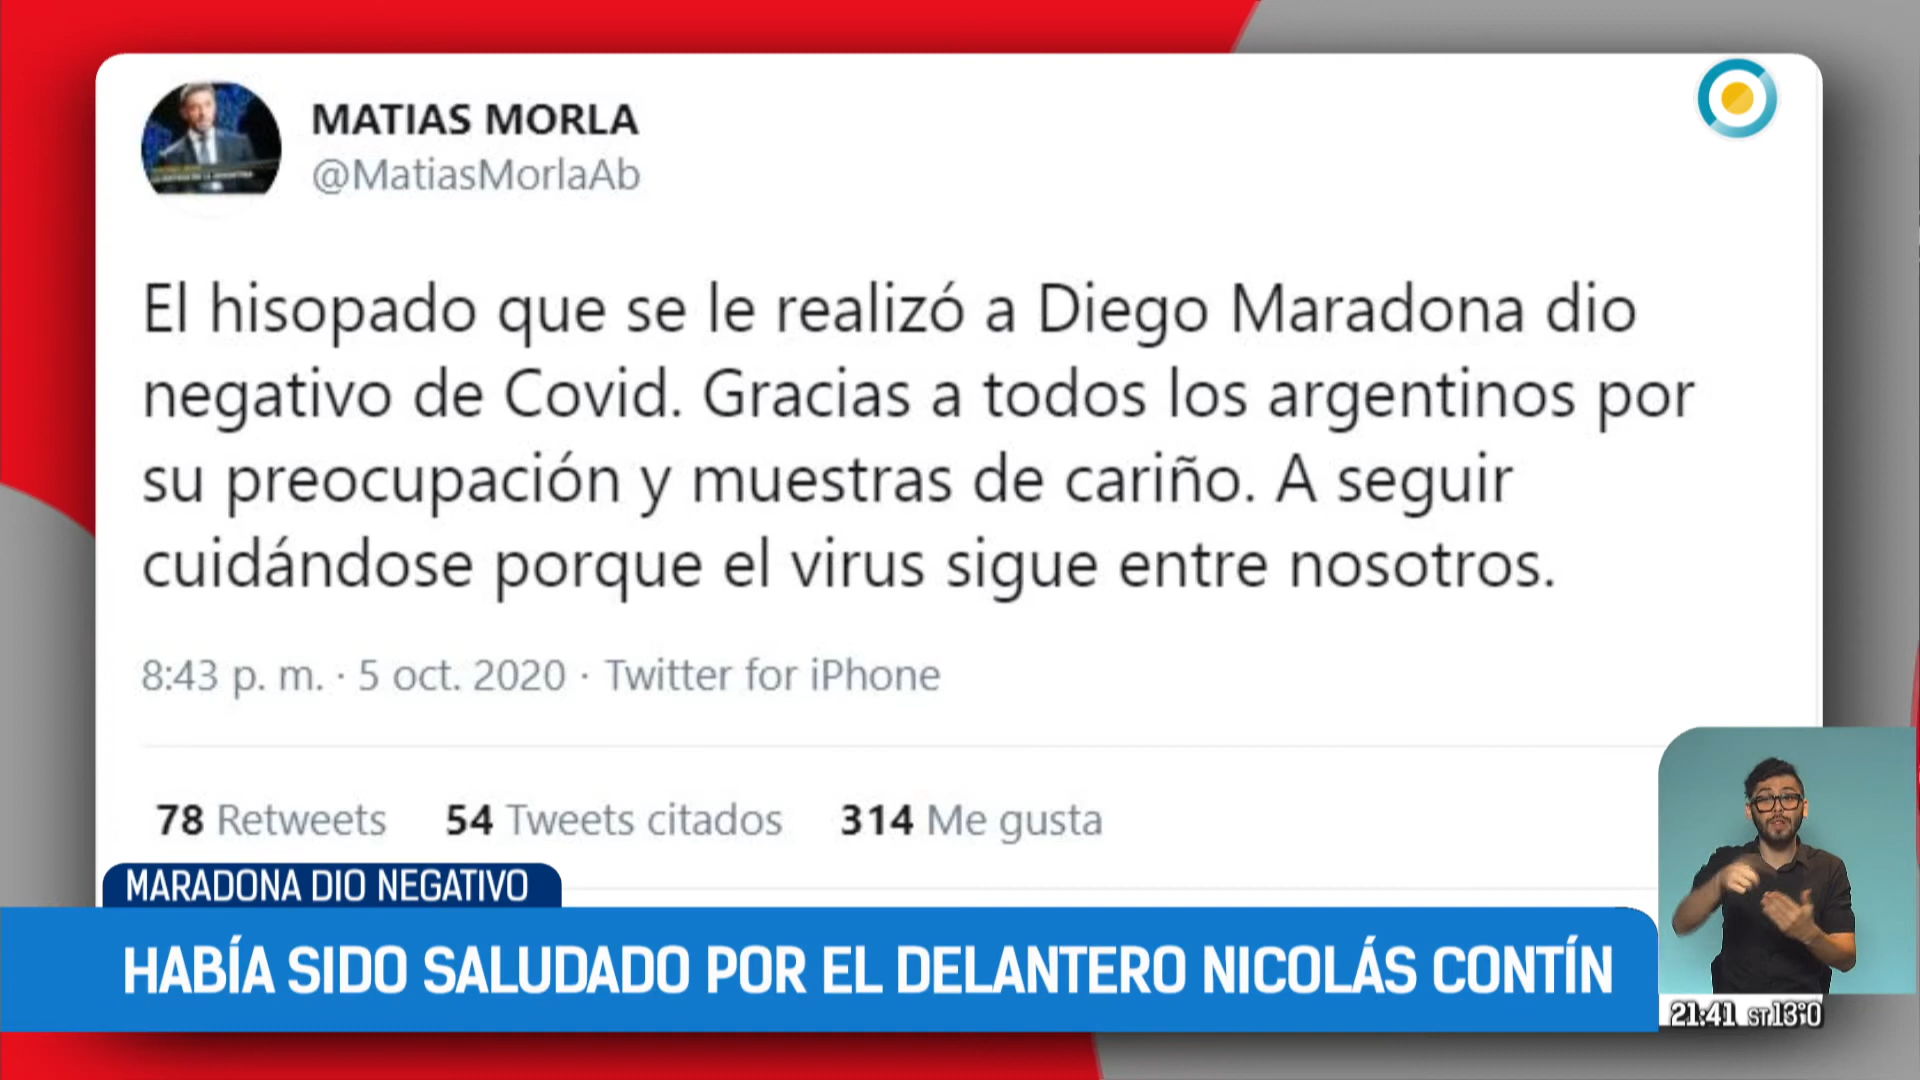 MATIAS MORLA
@MatiasMorlaAb
El hisopado que se le realizó a Diego Maradona dio
negativo de Covid. Gracias a todos los argentinos por
su preocupación y muestras de cariño. A seguir
cuidándose porque el virus sigue entre nosotros.
8:43 p. m. · 5 oct. 2020 · Twitter for iPhone
78 Retweets 54 Tweets citados 314 Me gusta
MARADONA DIO NEGATIVO
HABÍA SIDO SALUDADO POR EL DELANTERO NICOLÁS CONTÍN
21:41 ST13°0